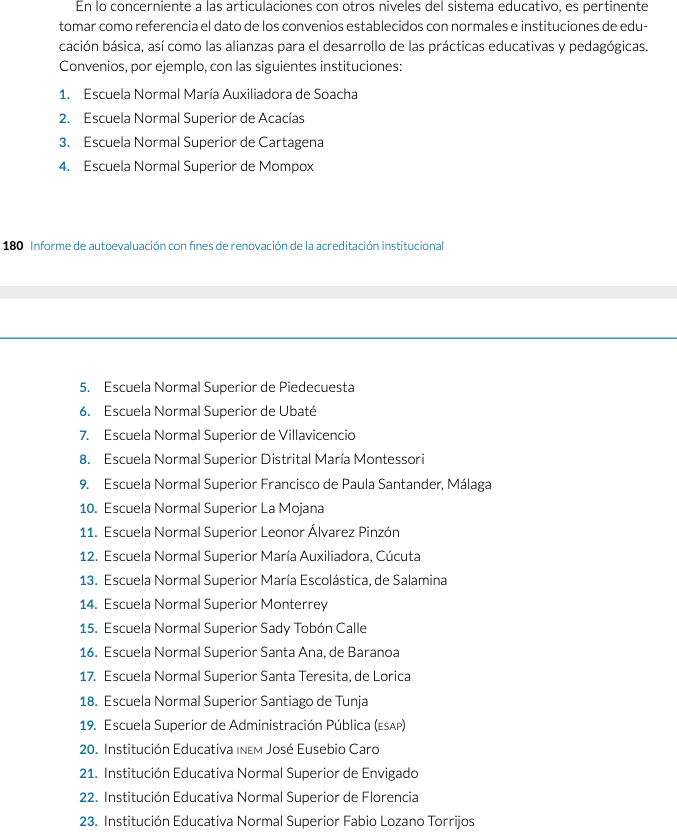 En lo concerniente a las articulaciones con otros niveles del sistema educativo, es pertinente
tomar como referencia el dato de los convenios establecidos con normales e instituciones de edu-
cación básica, así como las alianzas para el desarrollo de las prácticas educativas y pedagógicas.
Convenios, por ejemplo, con las siguientes instituciones:
1. Escuela Normal María Auxiliadora de Soacha
2. Escuela Normal Superior de Acacías
3. Escuela Normal Superior de Cartagena
4. Escuela Normal Superior de Mompox
180 Informe de autoevaluación con fines de renovación de la acreditación institucional
5. Escuela Normal Superior de Piedecuesta
6. Escuela Normal Superior de Ubaté
7. Escuela Normal Superior de Villavicencio
8. Escuela Normal Superior Distrital María Montessori
9. Escuela Normal Superior Francisco de Paula Santander, Málaga
10. Escuela Normal Superior La Mojana
11. Escuela Normal Superior Leonor Álvarez Pinzón
12. Escuela Normal Superior María Auxiliadora, Cúcuta
13. Escuela Normal Superior María Escolástica, de Salamina
14. Escuela Normal Superior Monterrey
15. Escuela Normal Superior Sady Tobón Calle
16. Escuela Normal Superior Santa Ana, de Baranoa
17. Escuela Normal Superior Santa Teresita, de Lorica
18. Escuela Normal Superior Santiago de Tunja
19. Escuela Superior de Administración Pública (ESAP)
20. Institución Educativa INEM José Eusebio Caro
21. Institución Educativa Normal Superior de Envigado
22. Institución Educativa Normal Superior de Florencia
23. Institución Educativa Normal Superior Fabio Lozano Torrijos